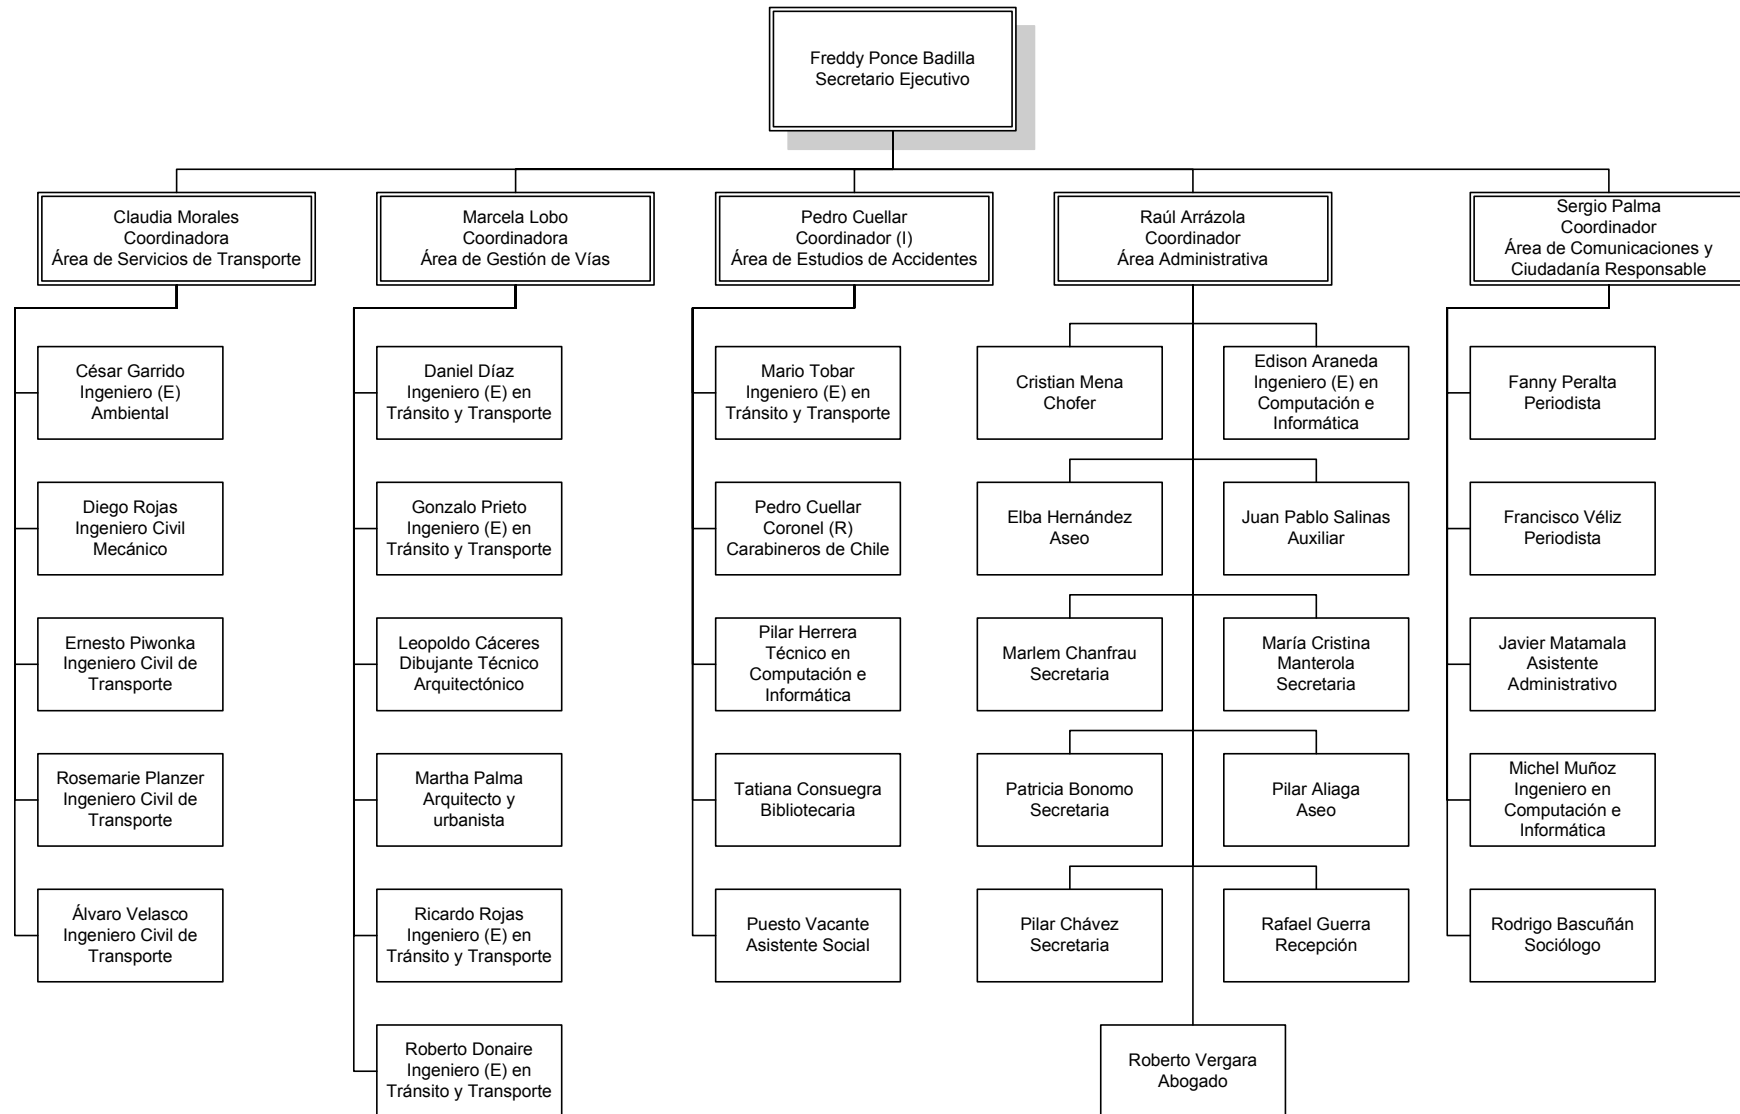 Freddy Ponce Badilla
Secretario Ejecutivo
Claudia Morales
Coordinadora
Área de Servicios de Transporte
Marcela Lobo
Coordinadora
Área de Gestión de Vías
Pedro Cuellar
Coordinador (I)
Área de Estudios de Accidentes
Raúl Arrázola
Coordinador
Área Administrativa
Sergio Palma
Coordinador
Área de Comunicaciones y
Ciudadanía Responsable
César Garrido
Ingeniero (E)
Ambiental
Daniel Díaz
Ingeniero (E) en
Tránsito y Transporte
Mario Tobar
Ingeniero (E) en
Tránsito y Transporte
Cristian Mena
Chofer
Edison Araneda
Ingeniero (E) en
Computación e
Informática
Fanny Peralta
Periodista
Diego Rojas
Ingeniero Civil
Mecánico
Gonzalo Prieto
Ingeniero (E) en
Tránsito y Transporte
Pedro Cuellar
Coronel (R)
Carabineros de Chile
Elba Hernández
Aseo
Juan Pablo Salinas
Auxiliar
Francisco Véliz
Periodista
Ernesto Piwonka
Ingeniero Civil de
Transporte
Leopoldo Cáceres
Dibujante Técnico
Arquitectónico
Pilar Herrera
Técnico en
Computación e
Informática
Marlem Chanfrau
Secretaria
María Cristina
Manterola
Secretaria
Javier Matamala
Asistente
Administrativo
Rosemarie Planzer
Ingeniero Civil de
Transporte
Martha Palma
Arquitecto y
urbanista
Tatiana Consuegra
Bibliotecaria
Patricia Bonomo
Secretaria
Pilar Aliaga
Aseo
Michel Muñoz
Ingeniero en
Computación e
Informática
Álvaro Velasco
Ingeniero Civil de
Transporte
Ricardo Rojas
Ingeniero (E) en
Tránsito y Transporte
Puesto Vacante
Asistente Social
Pilar Chávez
Secretaria
Rafael Guerra
Recepción
Rodrigo Bascuñán
Sociólogo
Roberto Donaire
Ingeniero (E) en
Tránsito y Transporte
Roberto Vergara
Abogado